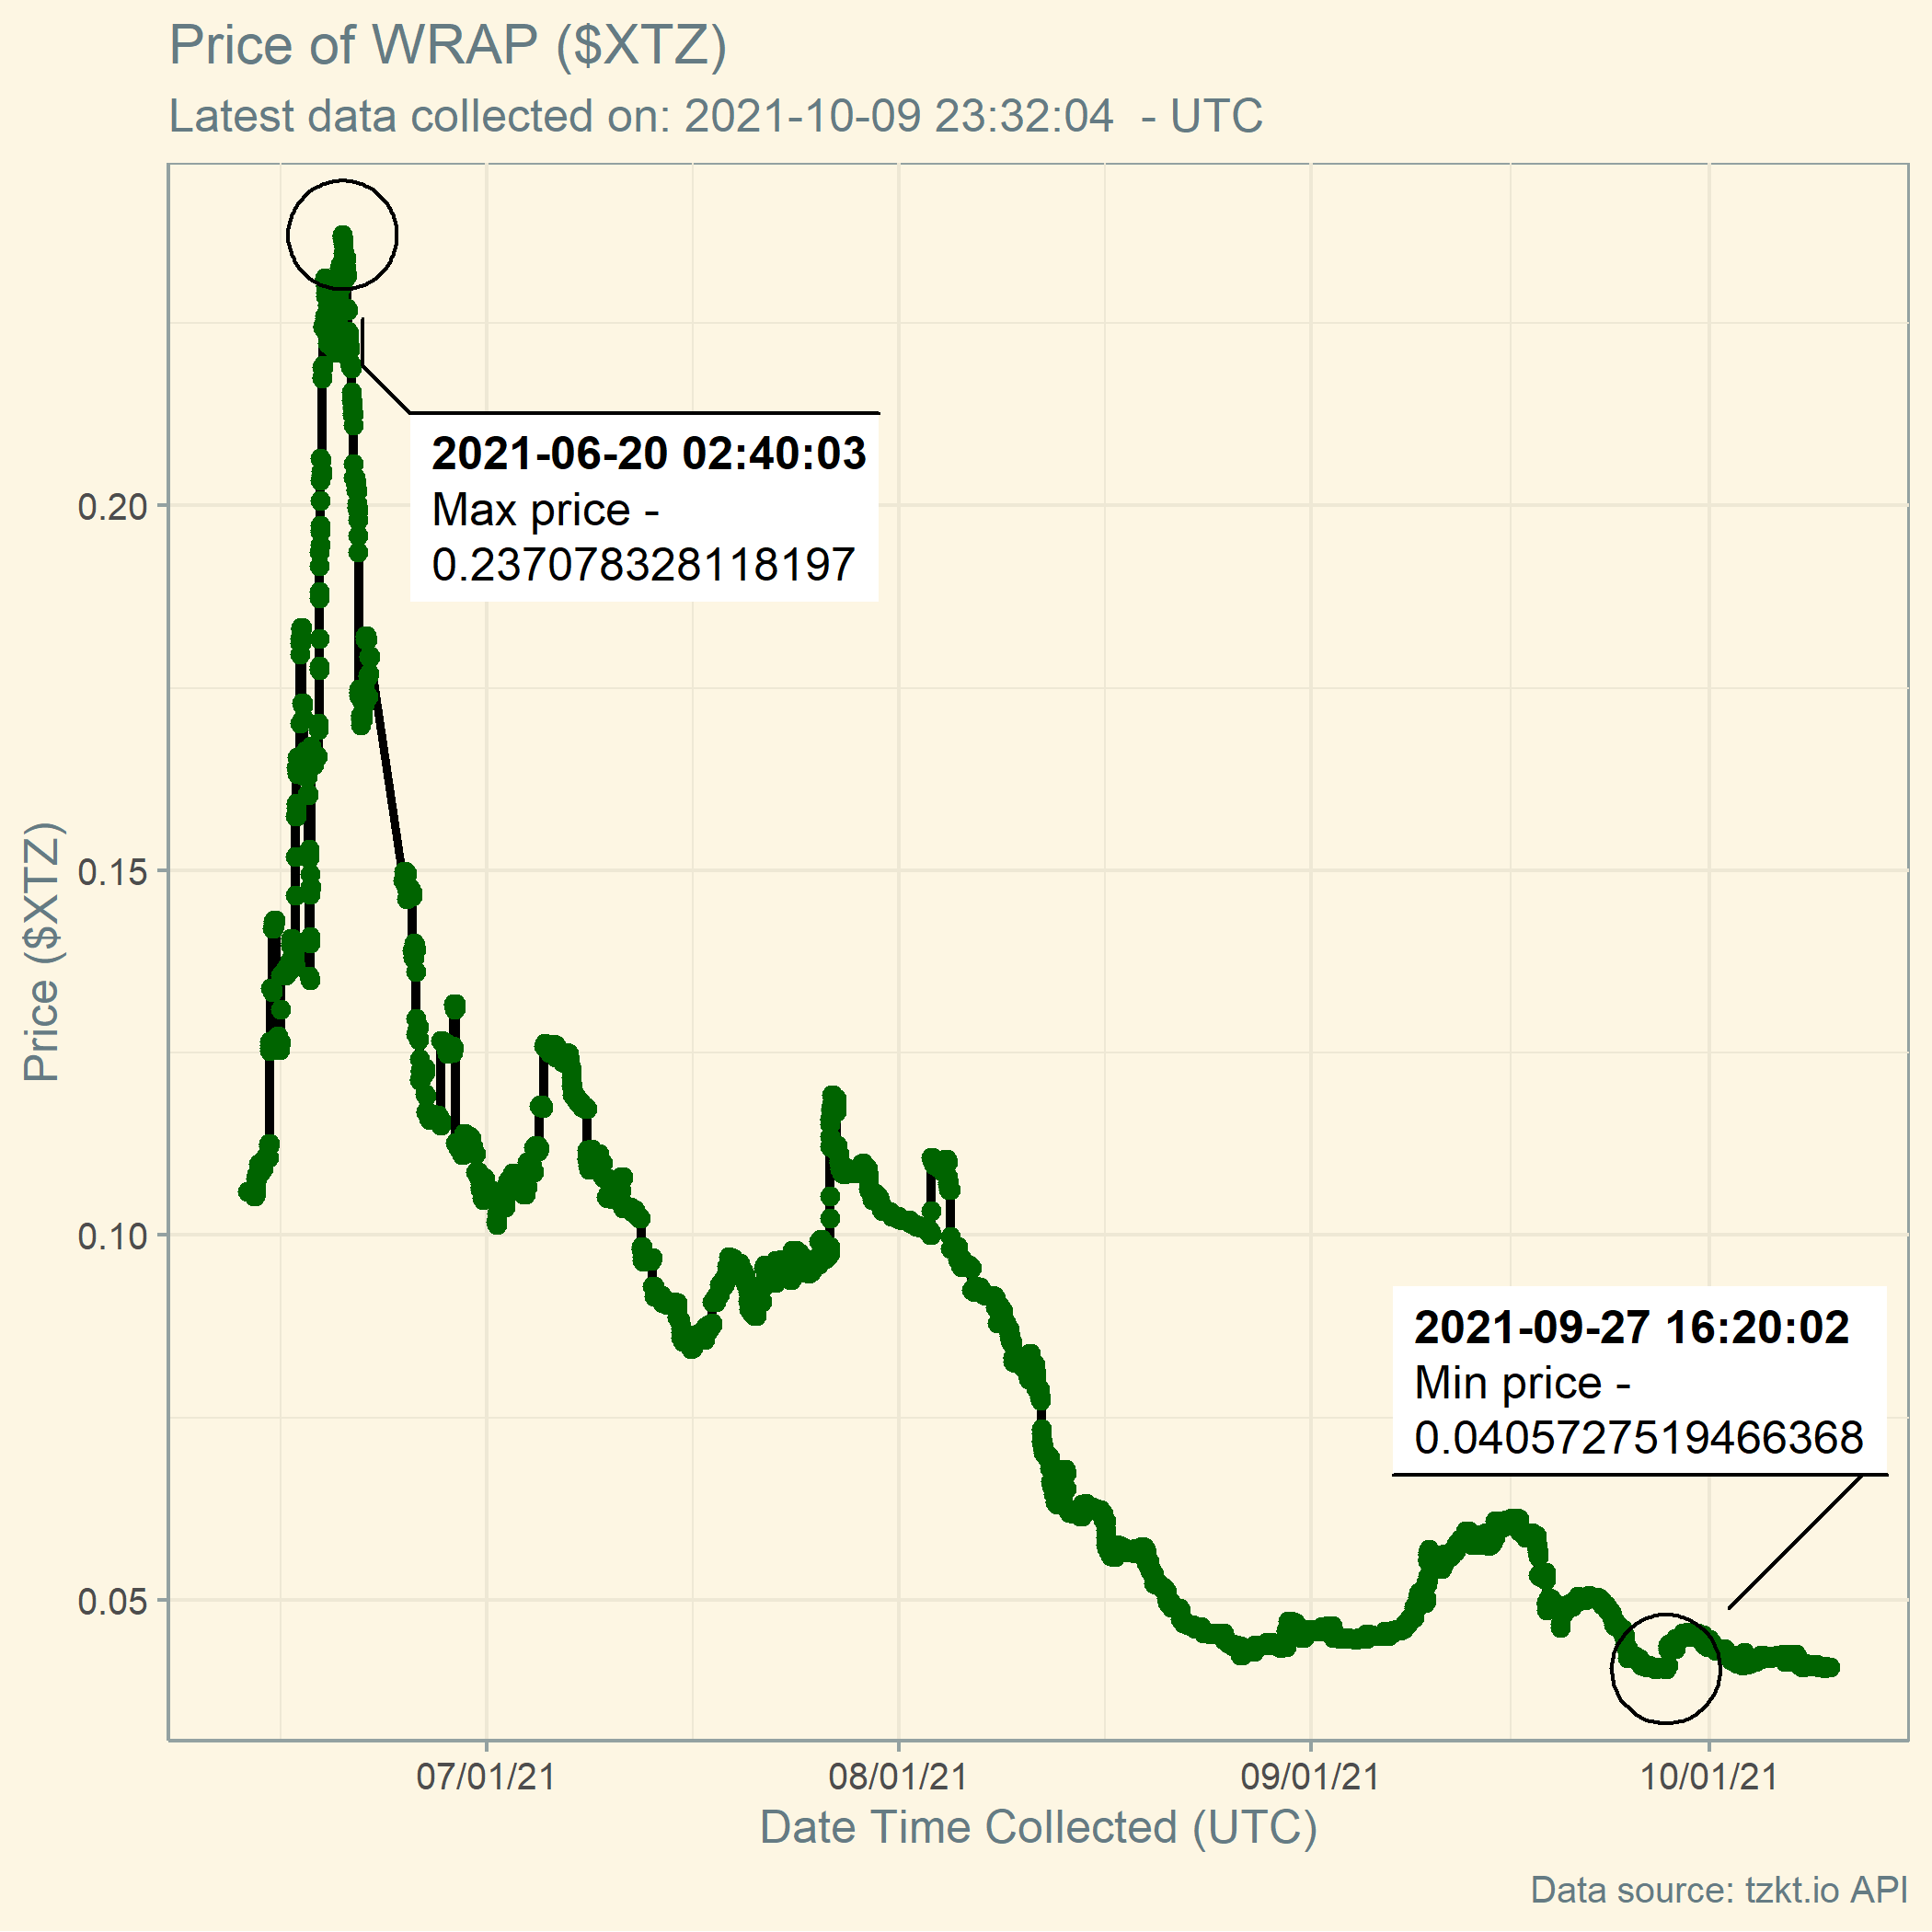 Price of WRAP ($XTZ)
Latest data collected on: 2021-10-09 23:32:04  - UTC
2021-06-20 02:40:03
Max price -
0.237078328118197
0.20
0.15
Price ($XTZ)
0.10
2021-09-27 16:20:02
Min price -
0.0405727519466368
0.05
07/01/21
08/01/21
09/01/21
10/01/21
Date Time Collected (UTC)
Data source: tzkt.io API